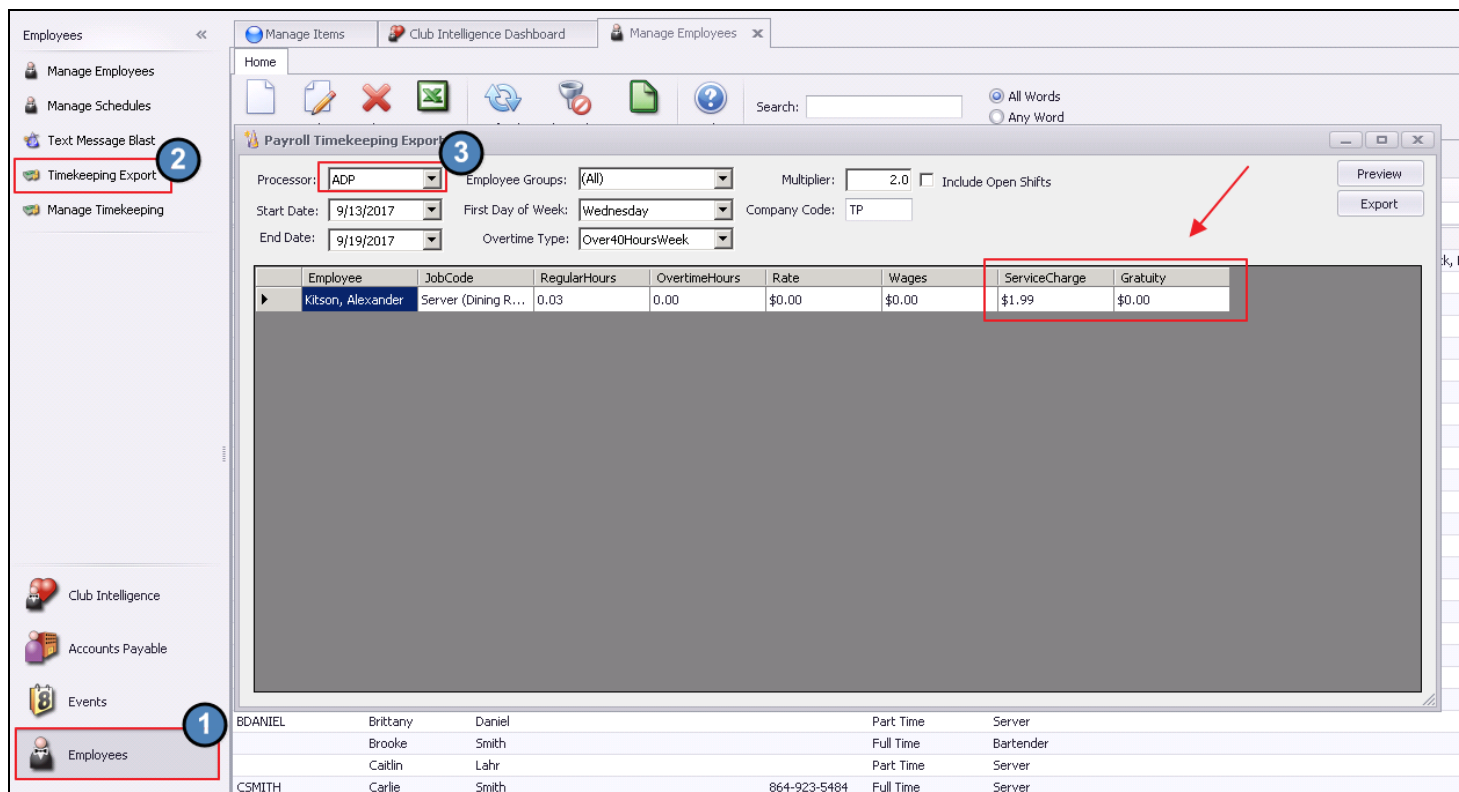 Employees «
Manage Employees
Manage Schedules
Text Message Blast
2
Timekeeping Export
Manage Timekeeping
Club Intelligence
Accounts Payable
8
Events
1
Employees
Manage Items Club Intelligence Dashboard Manage Employees x
Home
Search: All Words
Any Word
Payroll Timekeeping Export
3
Processor: ADP Employee Groups: (All) Multiplier: 2.0 Include Open Shifts Preview
Start Date: 9/13/2017 First Day of Week: Wednesday Company Code: TP Export
End Date: 9/19/2017 Overtime Type: Over40HoursWeek
Employee JobCode RegularHours OvertimeHours Rate Wages ServiceCharge Gratuity
Kitson, Alexander Server (Dining R... 0.03 0.00 $0.00 $0.00 $1.99 $0.00
BDANIEL Brittany Daniel Part Time Server
Brooke Smith Full Time Bartender
Caitlin Lahr Part Time Server
CSMITH Carlie Smith 864-923-5484 Full Time Server